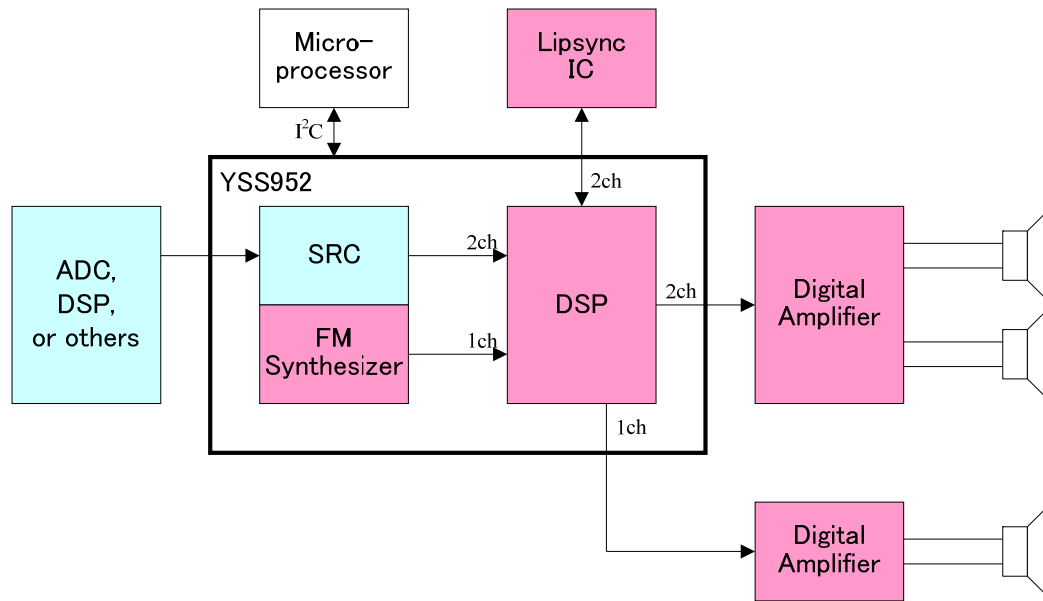 Micro-
processor
Lipsync
IC
I²C
YSS952
2ch
ADC,
DSP,
or others
SRC
2ch
FM
Synthesizer
1ch
DSP
2ch
Digital
Amplifier
1ch
Digital
Amplifier